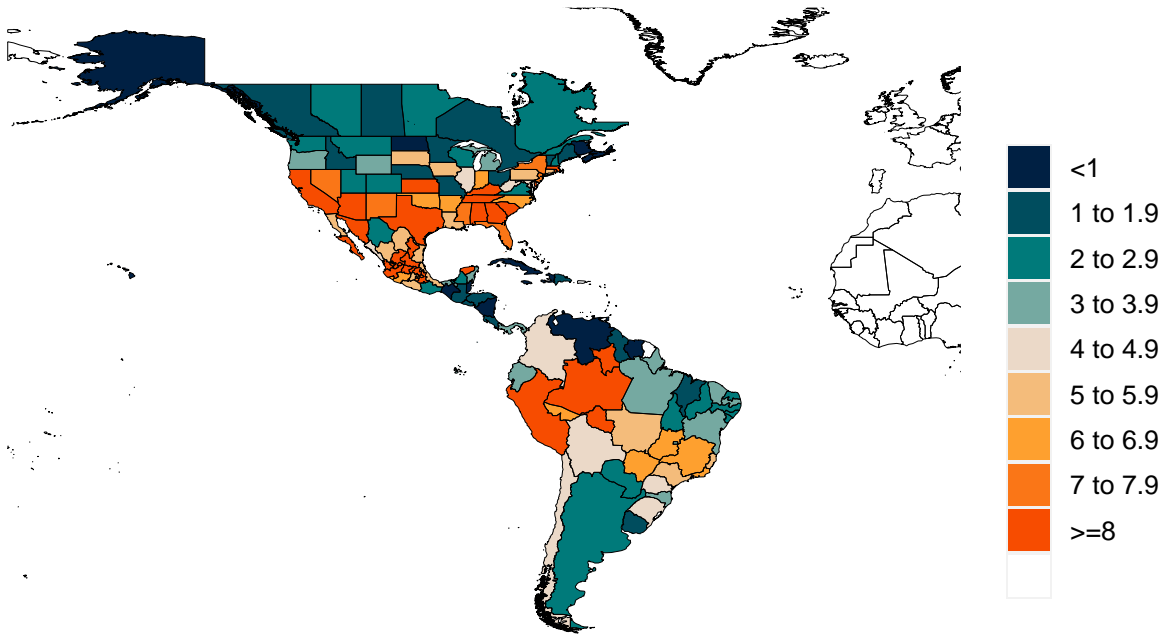 <1
1 to 1.9
2 to 2.9
3 to 3.9
4 to 4.9
5 to 5.9
6 to 6.9
7 to 7.9
>=8